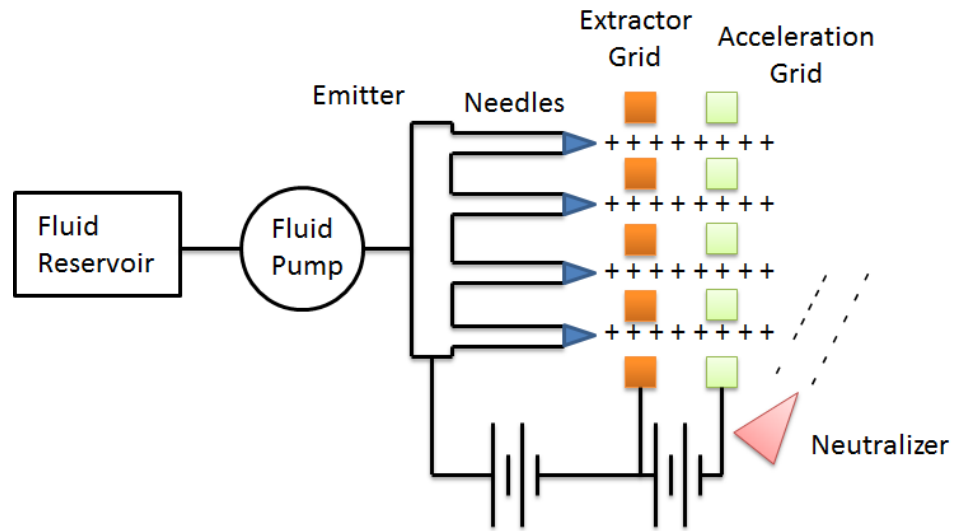 Extractor
Grid
Acceleration
Grid
Emitter
Needles
+ + + + + + + +
+ + + + + + + +
Fluid
Reservoir
Fluid
Pump
+ + + + + + + +
+ + + + + + + +
Neutralizer